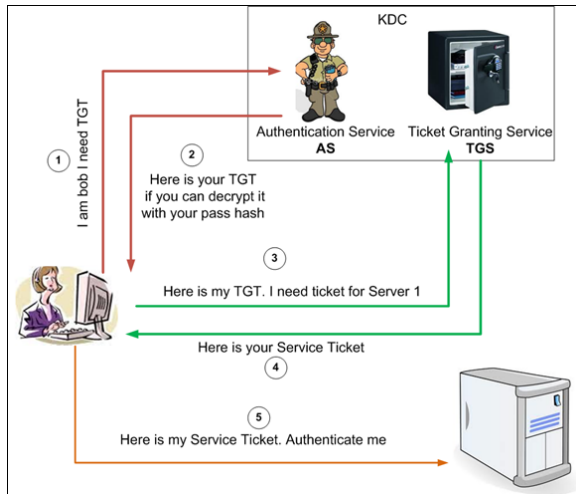 KDC
Authentication Service
AS
Ticket Granting Service
TGS
1
I am bob I need TGT
2
Here is your TGT
if you can decrypt it
with your pass hash
3
Here is my TGT. I need ticket for Server 1
Here is your Service Ticket
4
5
Here is my Service Ticket. Authenticate me